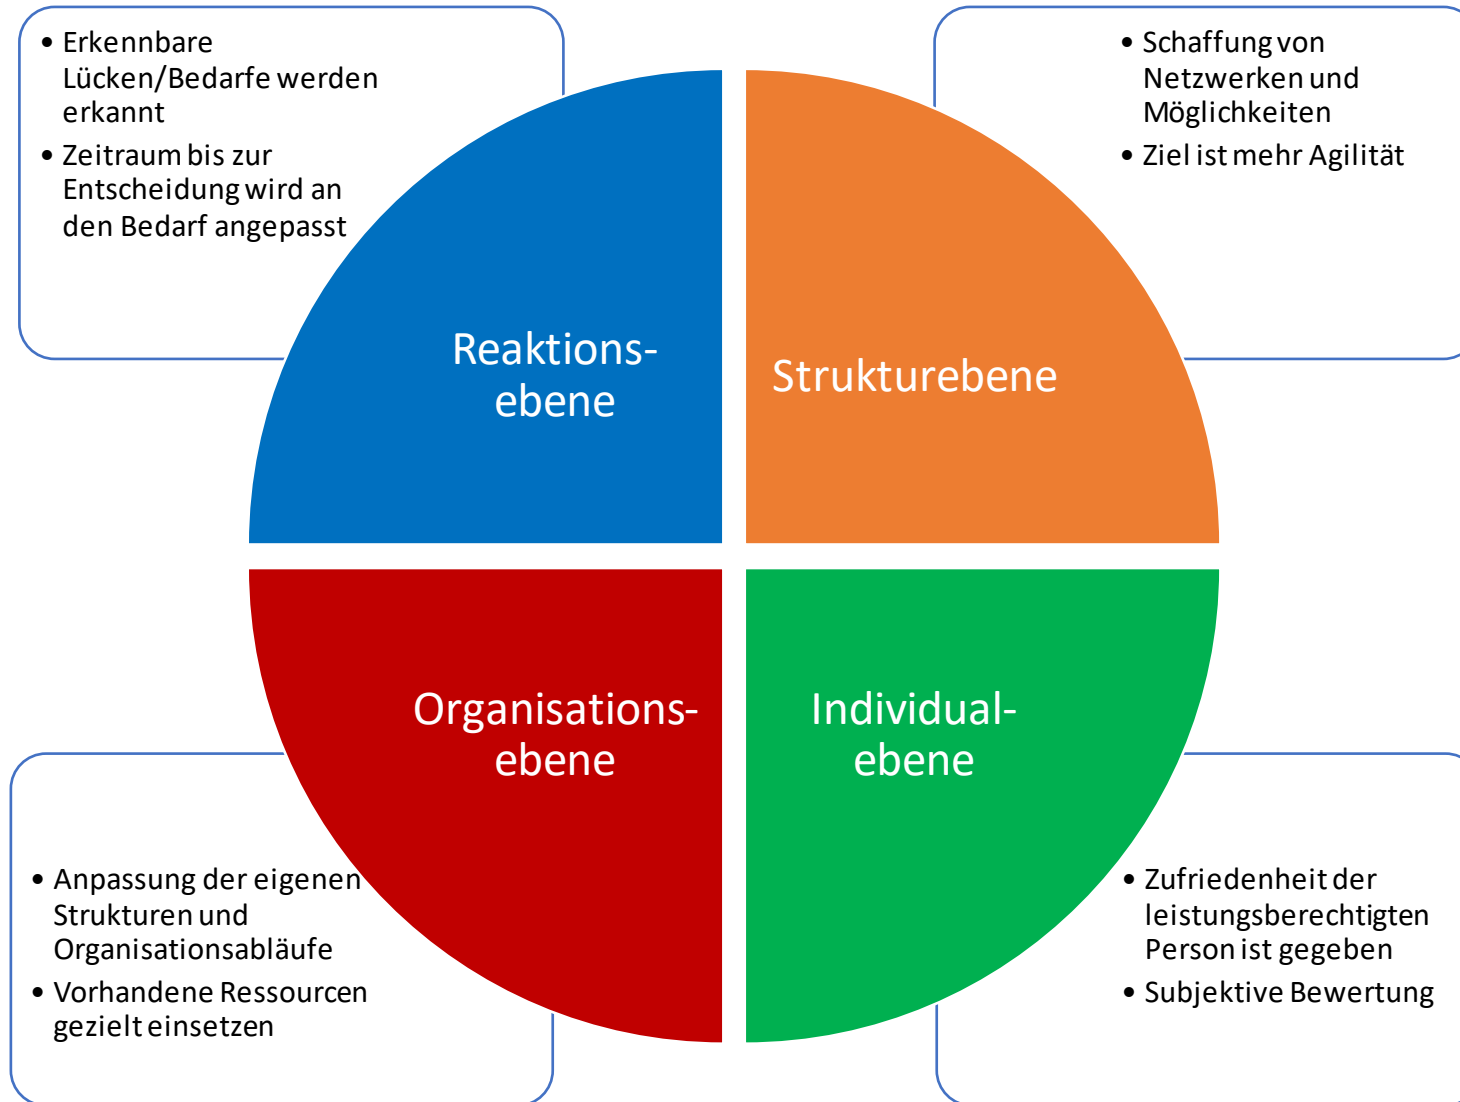 • Erkennbare
Lücken/Bedarfe werden
erkannt
• Zeitraum bis zur
Entscheidung wird an
den Bedarf angepasst
• Schaffung von
Netzwerken und
Möglichkeiten
• Ziel ist mehr Agilität
Reaktions-
ebene
Strukturebene
Organisations-
ebene
Individual-
ebene
• Anpassung der eigenen
Strukturen und
Organisationsabläufe
• Vorhandene Ressourcen
gezielt einsetzen
• Zufriedenheit der
leistungsberechtigten
Person ist gegeben
• Subjektive Bewertung